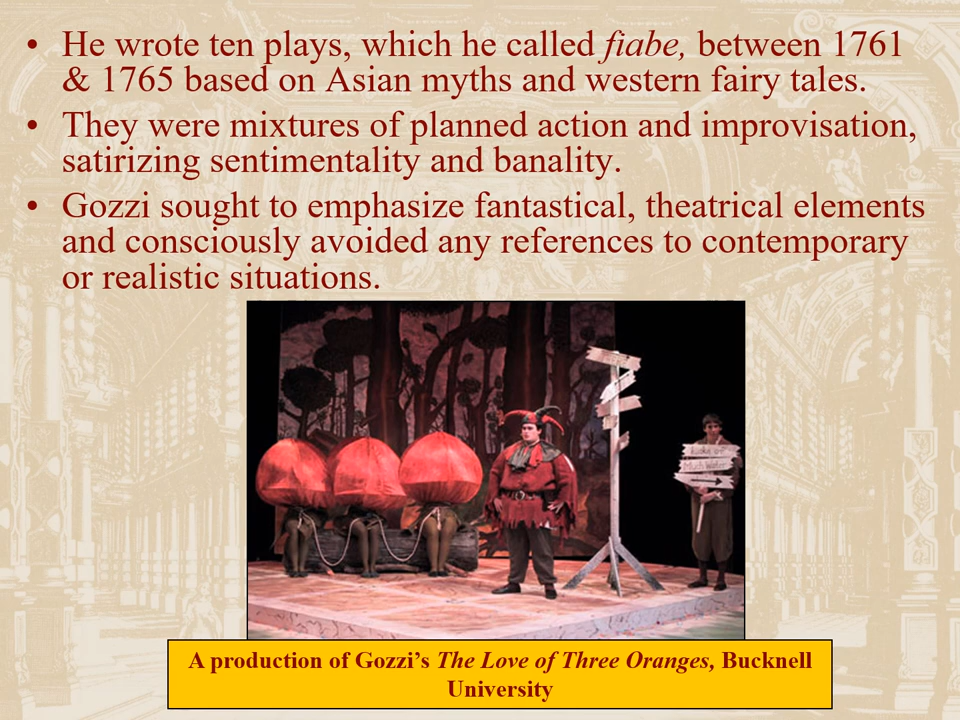 • He wrote ten plays, which he called fiabe, between 1761
& 1765 based on Asian myths and western fairy tales.
• They were mixtures of planned action and improvisation,
satirizing sentimentality and banality.
• Gozzi sought to emphasize fantastical, theatrical elements
and consciously avoided any references to contemporary
or realistic situations.
Much Water
A production of Gozzi’s The Love of Three Oranges, Bucknell
University